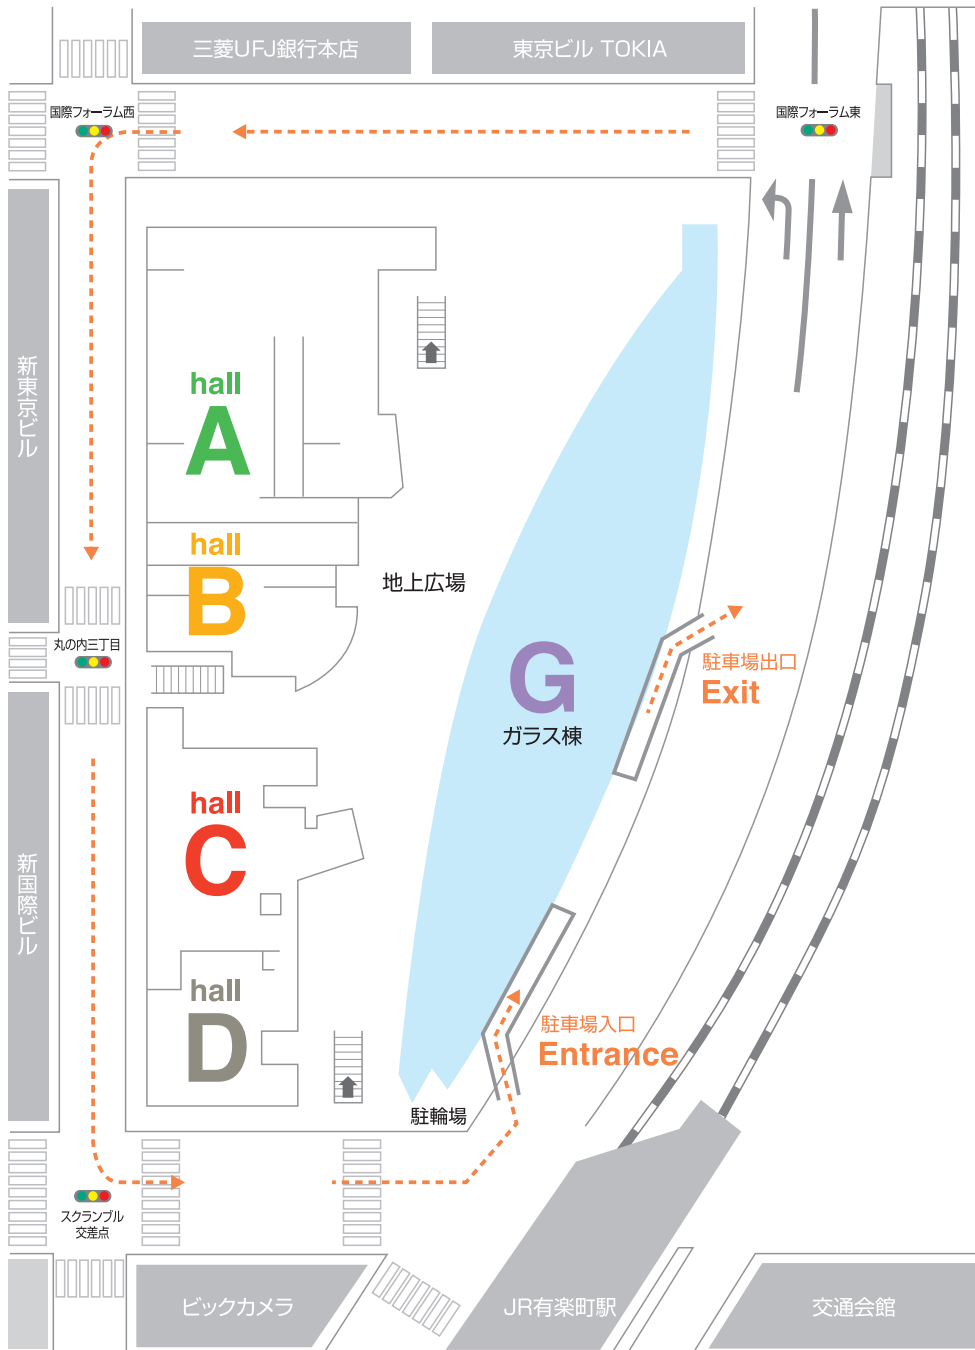 三菱UFJ銀行本店
東京ビル TOKIA
国際フォーラム西
国際フォーラム東
新東京ビル
hall
A
hall
B
地上広場
丸の内三丁目
G
ガラス棟
駐車場出口
Exit
hall
C
新国際ビル
hall
D
駐車場入口
Entrance
駐輪場
スクランブル
交差点
ビックカメラ
JR有楽町駅
交通会館